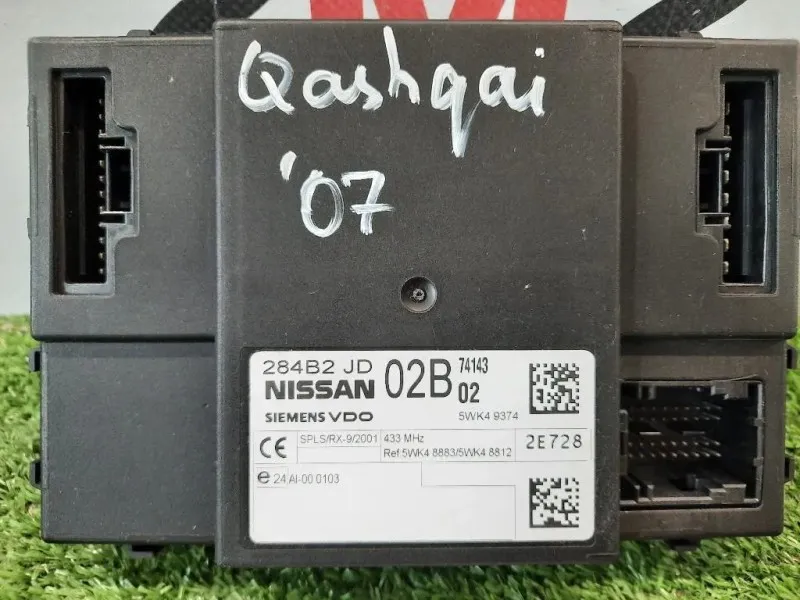 Qashqai
'07
284B2 JD 02B 74143
NISSAN 02
SIEMENS VDO 5WK4 9374
CE SPLS/RX-9/2001 433 MHz 2E728
Ref.5WK4 8883/5WK4 8812
e 24 AI-00 0103